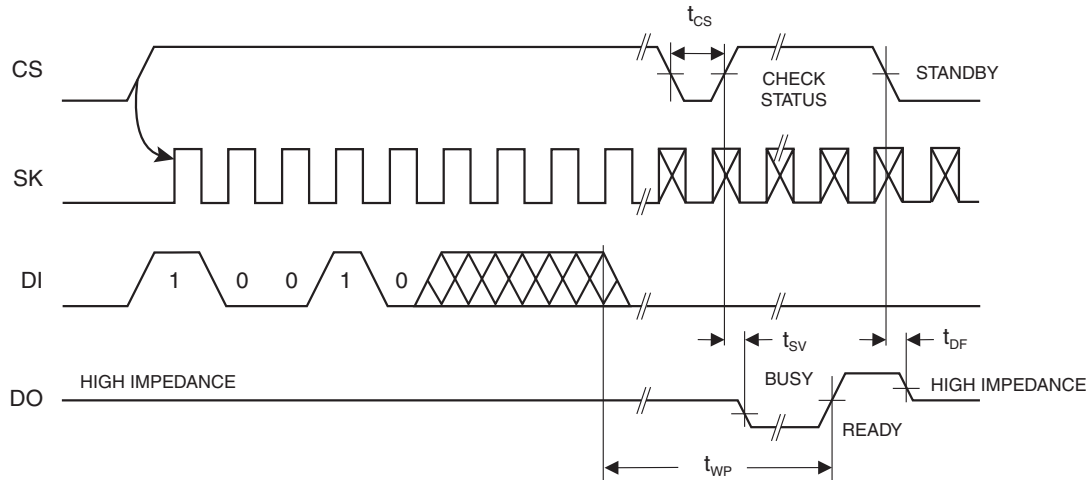 tCS
CS
CHECK
STATUS
STANDBY
SK
DI
1 0 0 1 0
tSV
tDF
HIGH IMPEDANCE
BUSY
HIGH IMPEDANCE
DO
READY
tWP